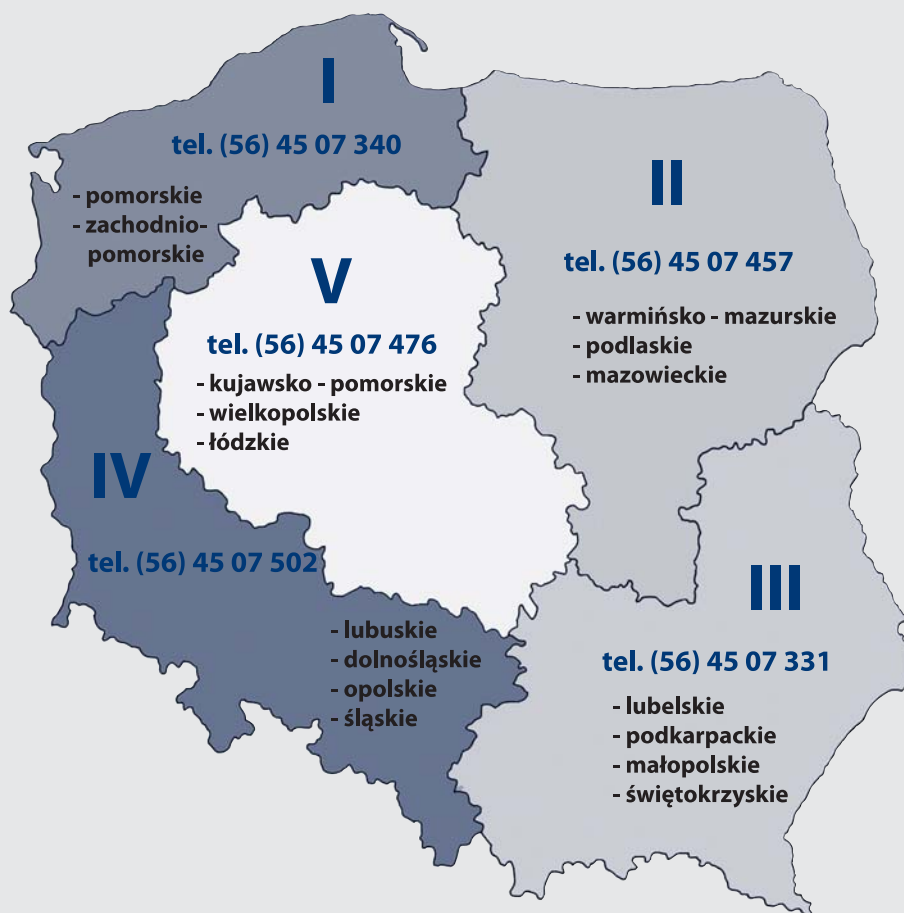 I
tel. (56) 45 07 340
- pomorskie
- zachodnio-
pomorskie
II
tel. (56) 45 07 457
- warmińsko - mazurskie
- podlaskie
- mazowieckie
V
tel. (56) 45 07 476
- kujawsko - pomorskie
- wielkopolskie
- łódzkie
IV
tel. (56) 45 07 502
- lubuskie
- dolnośląskie
- opolskie
- śląskie
III
tel. (56) 45 07 331
- lubelskie
- podkarpackie
- małopolskie
- świętokrzyskie